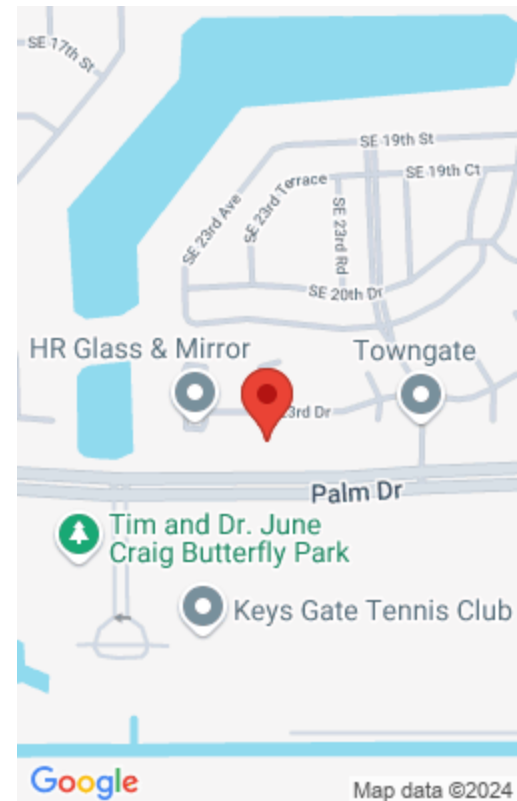 SE 17th St
SE 19th St
SE 19th Ct
SE 23rd Ave
SE 23rd Terrace
SE 23rd Rd
SE 20th Dr
HR Glass & Mirror
Towngate
23rd Dr
Palm Dr
Tim and Dr. June
Craig Butterfly Park
Keys Gate Tennis Club
Google
Map data ©2024